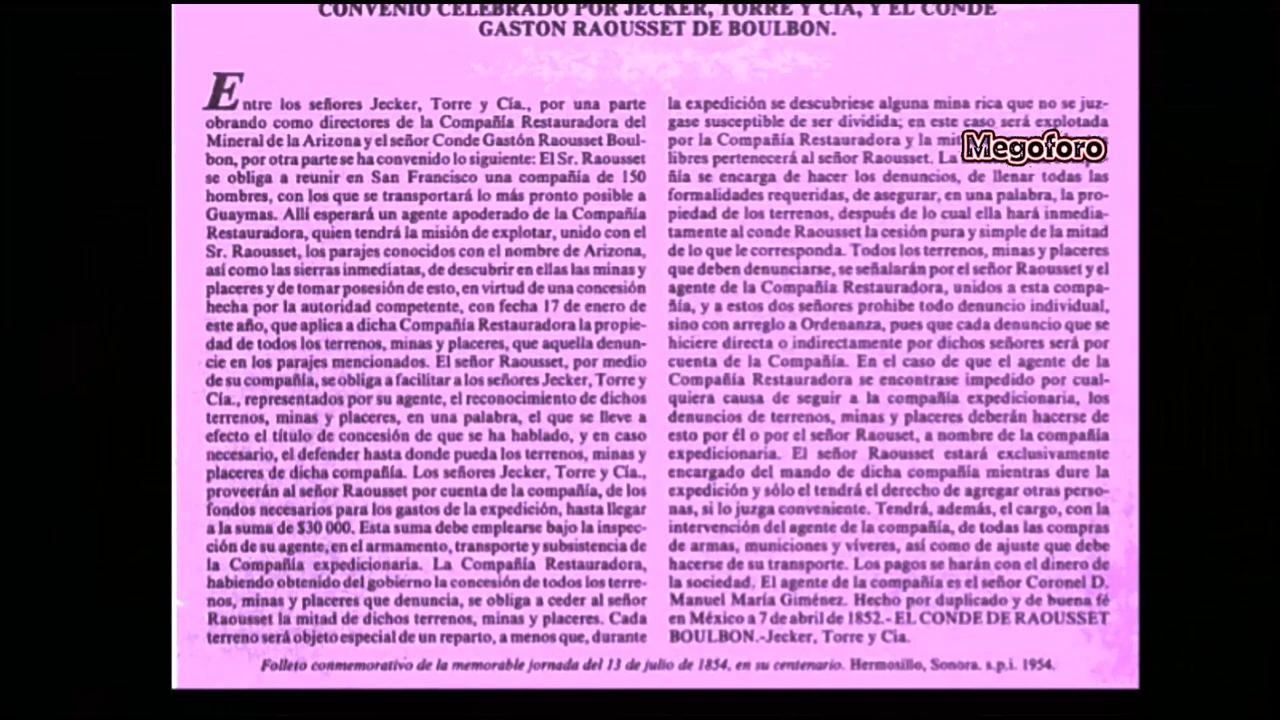 CONVENIO CELEBRADO POR JECKER, TORRE Y CIA, Y EL CONDE
GASTON RAOUSSET DE BOULBON.
Entre los señores Jecker, Torre y Cía., por una parte
obrando como directores de la Compañía Restauradora del
Mineral de la Arizona y el señor Conde Gastón Raousset Boul-
bon, por otra parte se ha convenido lo siguiente: El Sr. Raousset
se obliga a reunir en San Francisco una compañía de 150
hombres, con los que se transportará lo más pronto posible a
Guaymas. Allí esperará un agente apoderado de la Compañía
Restauradora, quien tendrá la misión de explotar, unido con el
Sr. Raousset, los parajes conocidos con el nombre de Arizona,
así como las sierras inmediatas, de descubrir en ellas las minas y
placeres y de tomar posesión de esto, en virtud de una concesión
hecha por la autoridad competente, con fecha 17 de enero de
este año, que aplica a dicha Compañía Restauradora la propie-
dad de todos los terrenos, minas y placeres, que aquella denun-
cie en los parajes mencionados. El señor Raousset, por medio
de su compañía, se obliga a facilitar a los señores Jecker, Torre y
Cía., representados por su agente, el reconocimiento de dichos
terrenos, minas y placeres, en una palabra, el que se lleve a
efecto el título de concesión de que se ha hablado, y en caso
necesario, el defender hasta donde pueda los terrenos, minas y
placeres de dicha compañía. Los señores Jecker, Torre y Cía.,
proveerán al señor Raousset por cuenta de la compañía, de los
fondos necesarios para los gastos de la expedición, hasta llegar
a la suma de $30 000. Esta suma debe emplearse bajo la inspec-
ción de su agente, en el armamento, transporte y subsistencia de
la Compañía expedicionaria. La Compañía Restauradora,
habiendo obtenido del gobierno la concesión de todos los terre-
nos, minas y placeres que denuncia, se obliga a ceder al señor
Raousset la mitad de dichos terrenos, minas y placeres. Cada
terreno será objeto especial de un reparto, a menos que, durante
la expedición se descubriese alguna mina rica que no se juz-
gase susceptible de ser dividida; en este caso será explotada
por la Compañía Restauradora y la
Megoforo
libres pertenecerá al señor Raousset. La
ñía se encarga de hacer los denuncios, de llenar todas las
formalidades requeridas, de asegurar, en una palabra, la pro-
piedad de los terrenos, después de lo cual ella hará inmedia-
tamente al conde Raousset la cesión pura y simple de la mitad
de lo que le corresponda. Todos los terrenos, minas y placeres
que deben denunciarse, se señalarán por el señor Raousset y el
agente de la Compañía Restauradora, unidos a esta compa-
ñía, y a estos dos señores prohibe todo denuncio individual,
sino con arreglo a Ordenanza, pues que cada denuncio que se
hiciere directa o indirectamente por dichos señores será por
cuenta de la Compañía. En el caso de que el agente de la
Compañía Restauradora se encontrase impedido por cual-
quiera causa de seguir a la compañía expedicionaria, los
denuncios de terrenos, minas y placeres deberán hacerse de
esto por él o por el señor Raouset, a nombre de la compañía
expedicionaria. El señor Raousset estará exclusivamente
encargado del mando de dicha compañía mientras dure la
expedición y sólo el tendrá el derecho de agregar otras perso-
nas, si lo juzga conveniente. Tendrá, además, el cargo, con la
intervención del agente de la compañía, de todas las compras
de armas, municiones y víveres, así como de ajuste que debe
hacerse de su transporte. Los pagos se harán con el dinero de
la sociedad. El agente de la compañía es el señor Coronel D.
Manuel María Giménez. Hecho por duplicado y de buena fé
en México a 7 de abril de 1852.- EL CONDE DE RAOUSSET
BOULBON.-Jecker, Torre y Cía.
Folleto conmemorativo de la memorable jornada del 13 de julio de 1854, en su centenario. Hermosillo, Sonora. s.p.i. 1954.